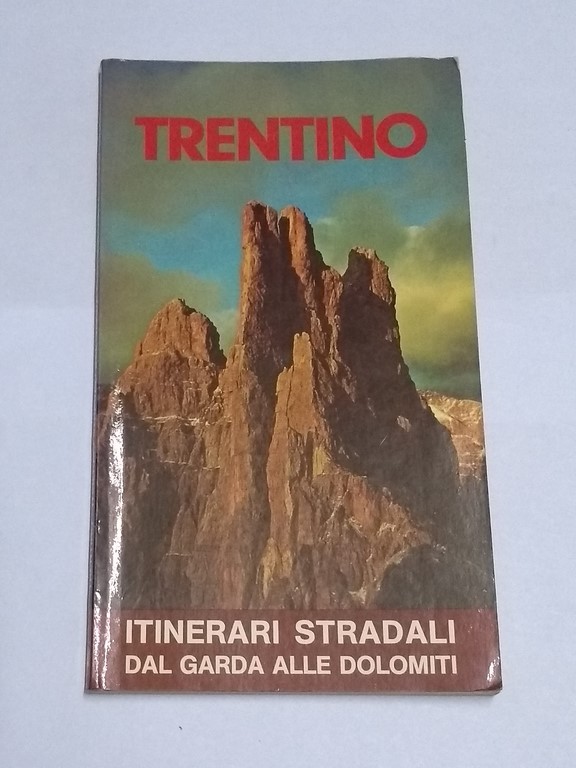 TRENTINO
ITINERARI STRADALI
DAL GARDA ALLE DOLOMITI